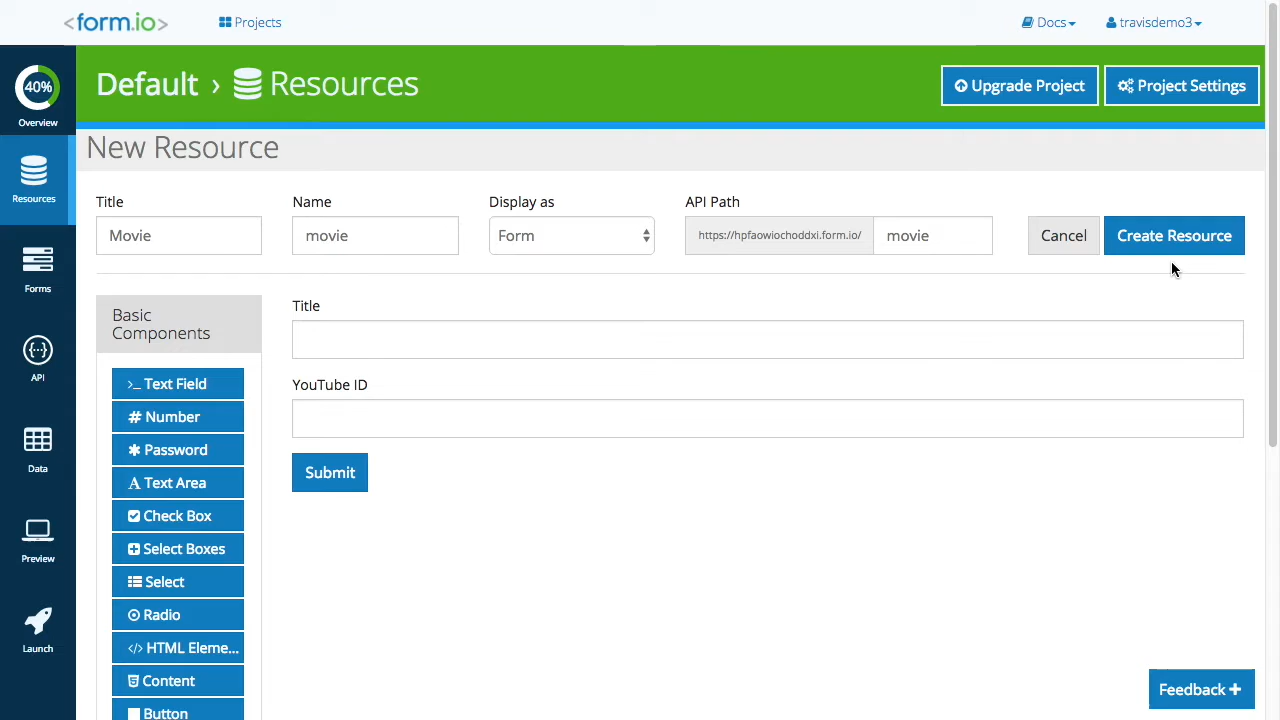 <form.io>
Projects
Docs
travisdemo3
40%
Overview
Default › Resources
Upgrade Project
Project Settings
New Resource
Resources
Title
Name
Display as
API Path
Movie
movie
Form
https://hpfaowiochoddxi.form.io/
movie
Cancel
Create Resource
Forms
Basic
Components
Title
YouTube ID
Submit
API
Data
Preview
Launch
>_ Text Field
# Number
✱ Password
A Text Area
Check Box
Select Boxes
Select
Radio
</> HTML Eleme...
Content
Button
Feedback +